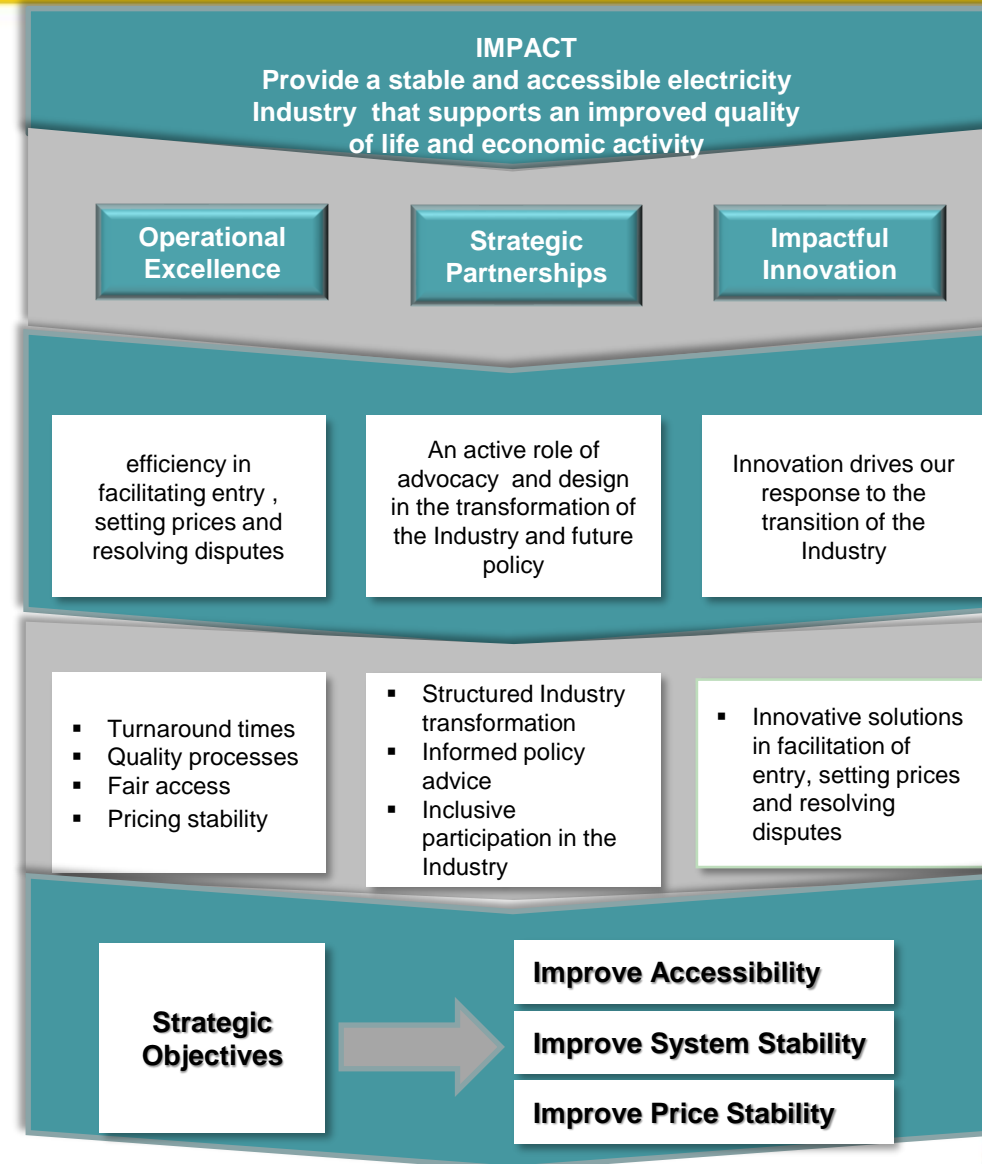 IMPACT
Provide a stable and accessible electricity
Industry that supports an improved quality
of life and economic activity
Operational
Excellence
Strategic
Partnerships
Impactful
Innovation
efficiency in
facilitating entry ,
setting prices and
resolving disputes
An active role of
advocacy and design
in the transformation of
the Industry and future
policy
Innovation drives our
response to the
transition of the
Industry
▪ Turnaround times
▪ Quality processes
▪ Fair access
▪ Pricing stability
▪ Structured Industry
transformation
▪ Informed policy
advice
▪ Inclusive
participation in the
Industry
▪ Innovative solutions
in facilitation of
entry, setting prices
and resolving
disputes
Strategic
Objectives
Improve Accessibility
Improve System Stability
Improve Price Stability